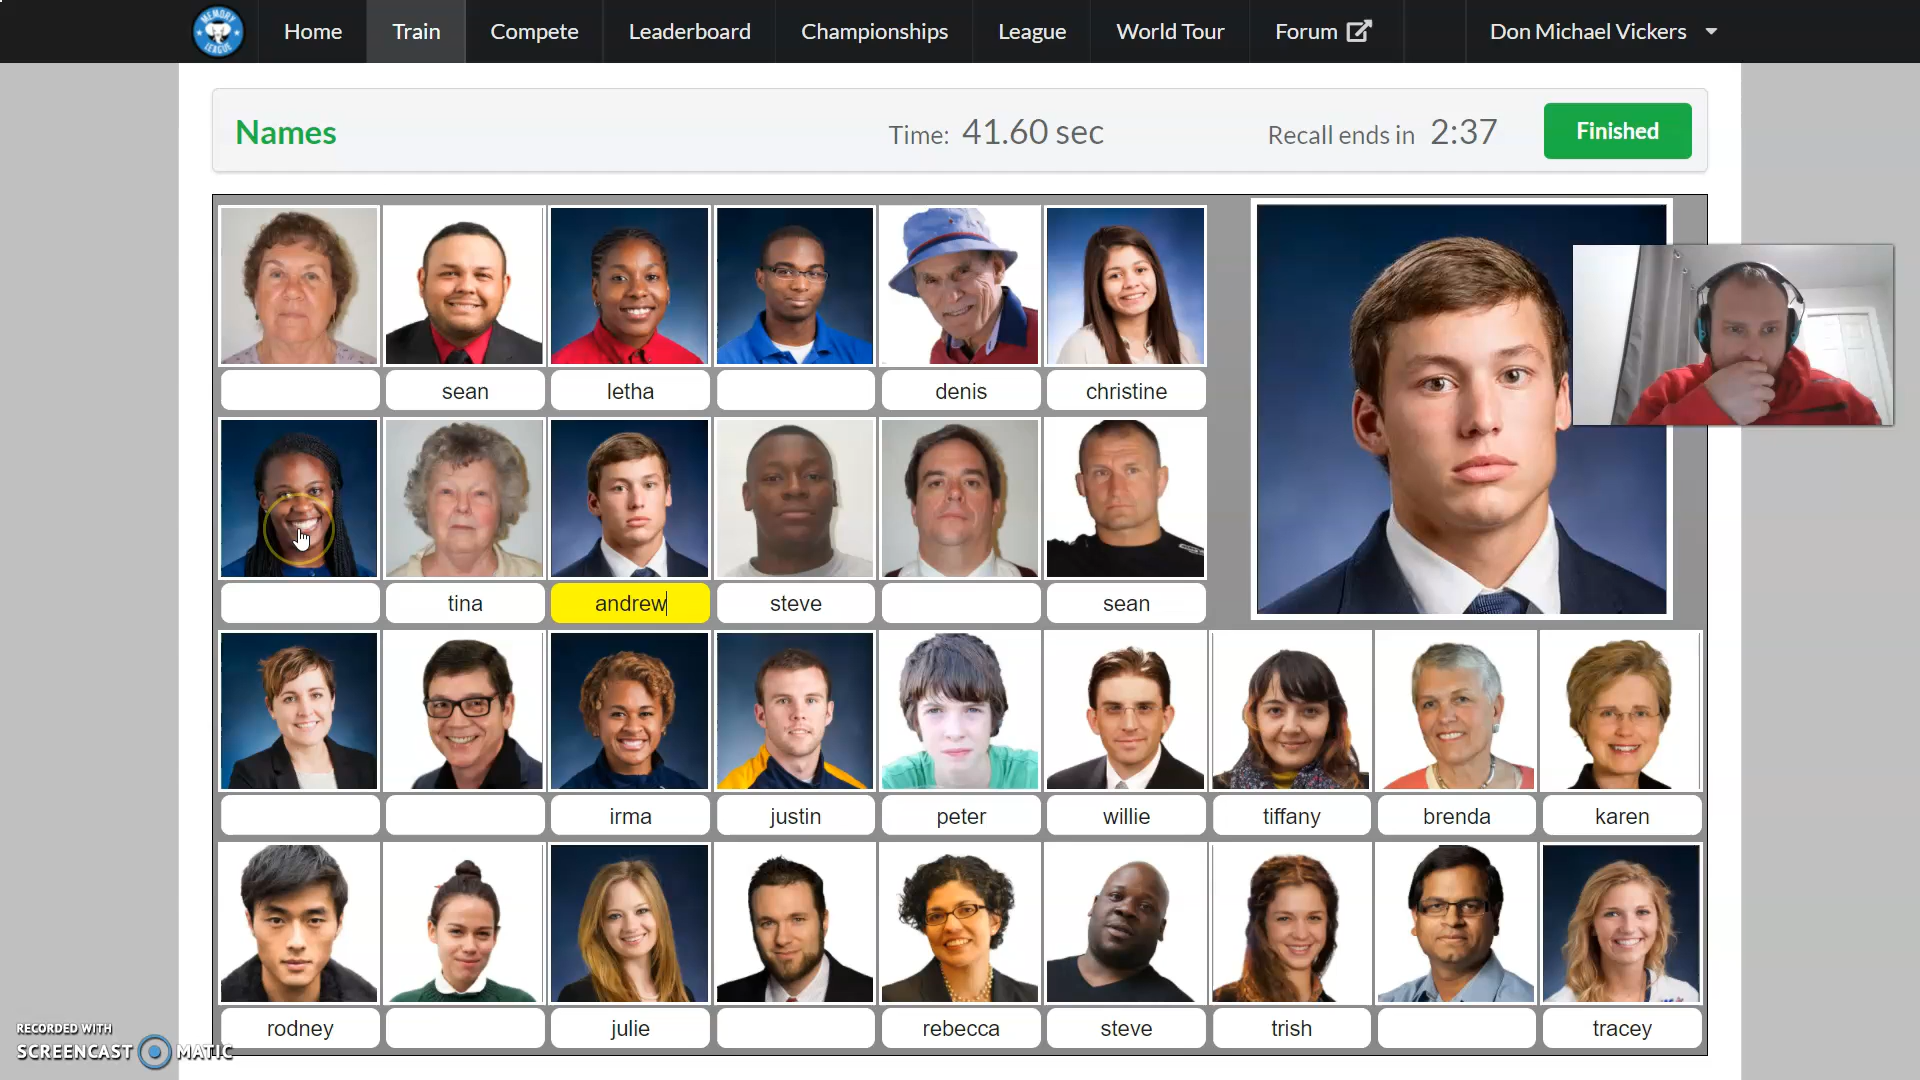 MEMORY LEAGUE
Home Train Compete Leaderboard Championships League World Tour Forum Don Michael Vickers
Names Time: 41.60 sec Recall ends in 2:37 Finished
sean letha denis christine
tina andrew steve sean
irma justin peter willie tiffany brenda karen
rodney julie rebecca steve trish tracey
RECORDED WITH
SCREENCAST MATIC